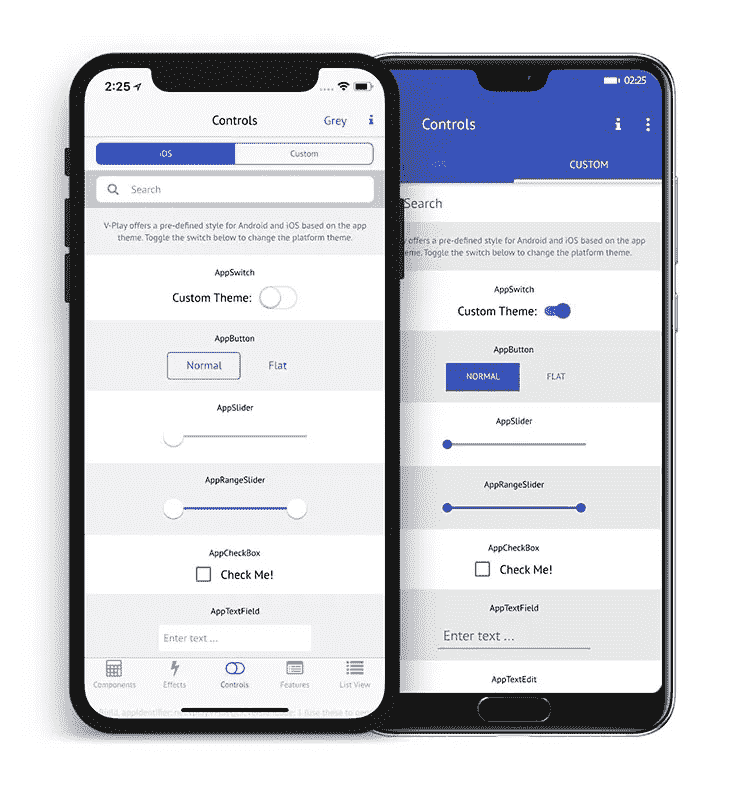 2:25
Controls
Grey
i
iOS
Custom
Search
V-Play offers a pre-defined style for Android and iOS based on the app
theme. Toggle the switch below to change the platform theme.
AppSwitch
Custom Theme:
AppButton
Normal
Flat
AppSlider
AppRangeSlider
AppCheckBox
Check Me!
AppTextField
Enter text ...
Components
Effects
Controls
Features
List View
02:25
Controls
i
iOS
CUSTOM
Search
offers a pre-defined style for Android and iOS based on the app
eme. Toggle the switch below to change the platform theme.
AppSwitch
Custom Theme:
AppButton
NORMAL
FLAT
AppSlider
AppRangeSlider
AppCheckBox
Check Me!
AppTextField
Enter text ...
AppTextEdit